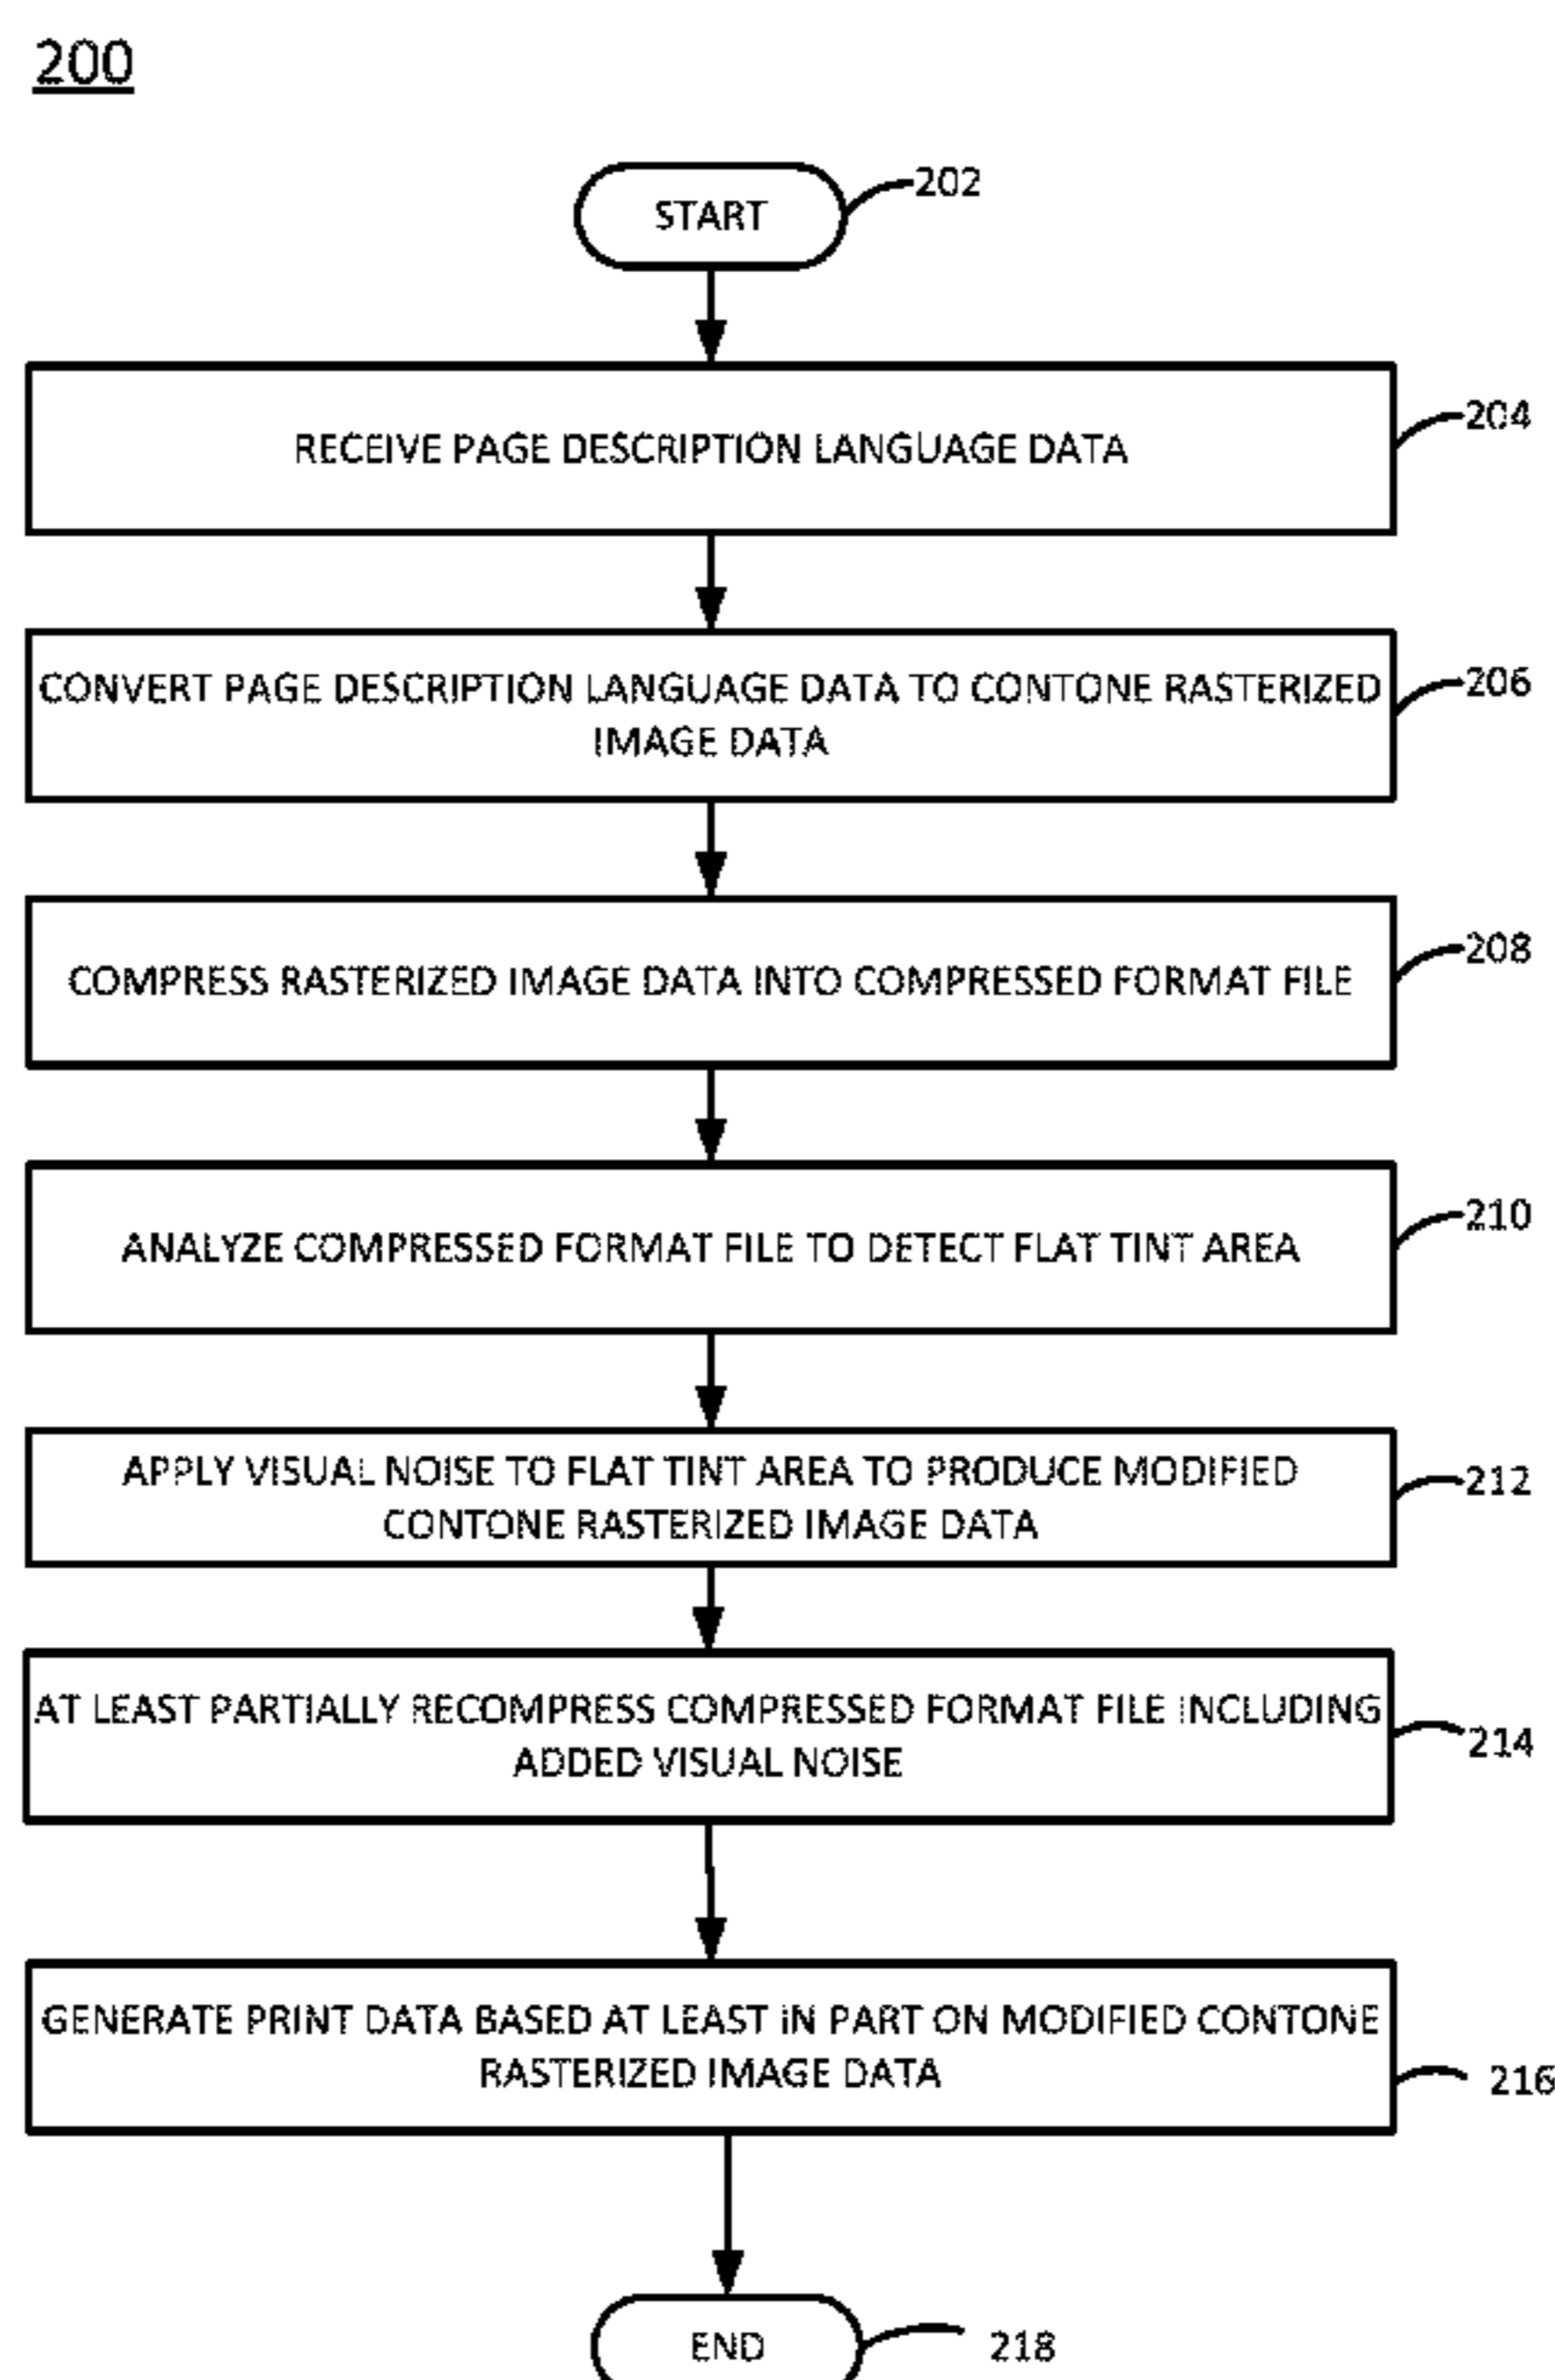 200
START
202
RECEIVE PAGE DESCRIPTION LANGUAGE DATA
204
CONVERT PAGE DESCRIPTION LANGUAGE DATA TO CONTONE RASTERIZED
IMAGE DATA
206
COMPRESS RASTERIZED IMAGE DATA INTO COMPRESSED FORMAT FILE
208
ANALYZE COMPRESSED FORMAT FILE TO DETECT FLAT TINT AREA
210
APPLY VISUAL NOISE TO FLAT TINT AREA TO PRODUCE MODIFIED
CONTONE RASTERIZED IMAGE DATA
212
AT LEAST PARTIALLY RECOMPRESS COMPRESSED FORMAT FILE INCLUDING
ADDED VISUAL NOISE
214
GENERATE PRINT DATA BASED AT LEAST IN PART ON MODIFIED CONTONE
RASTERIZED IMAGE DATA
216
END
218